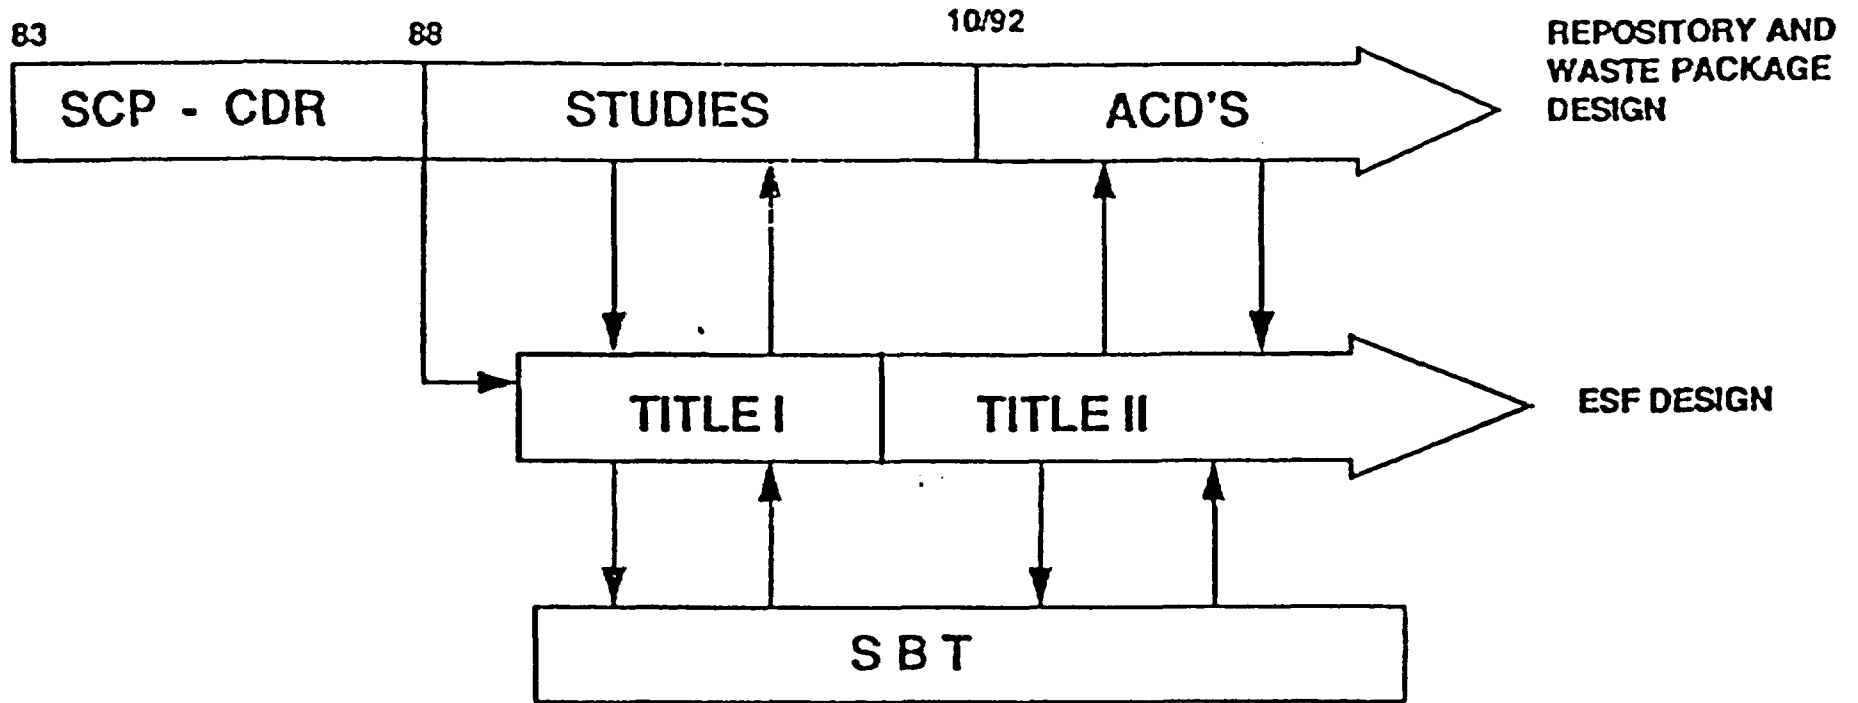 83
88
10/92
REPOSITORY AND
WASTE PACKAGE
DESIGN
SCP - CDR
STUDIES
ACD'S
TITLE I
TITLE II
ESF DESIGN
S B T